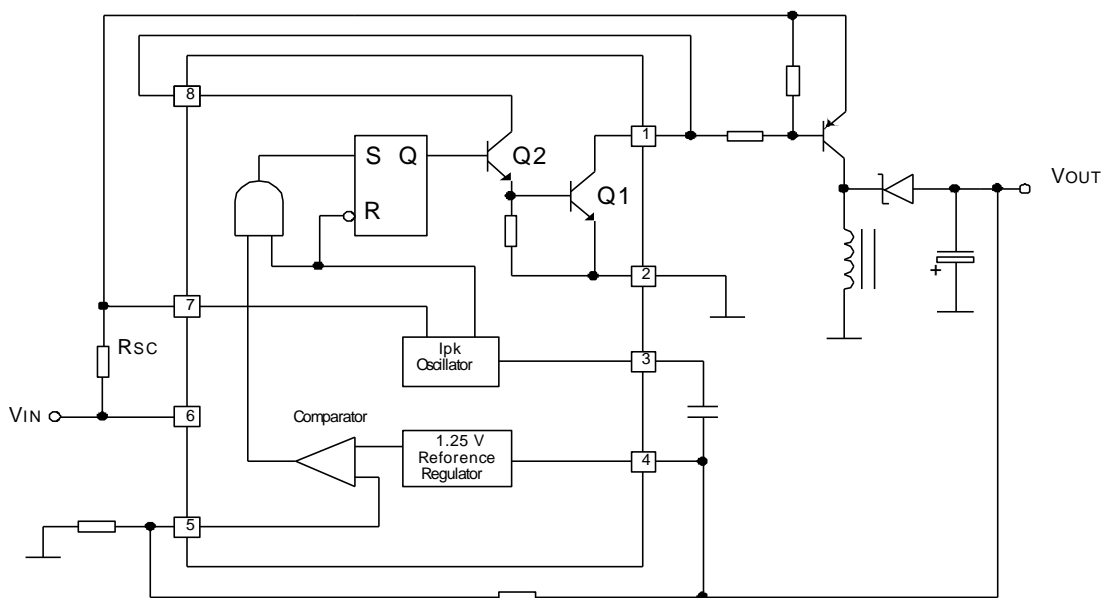 8
1
S Q
Q2
Q1
R
VOUT
2
+
7
RSC
Ipk
Oscillator
3
VIN
6
Comparator
1.25 V
Reforence
Regulator
4
5